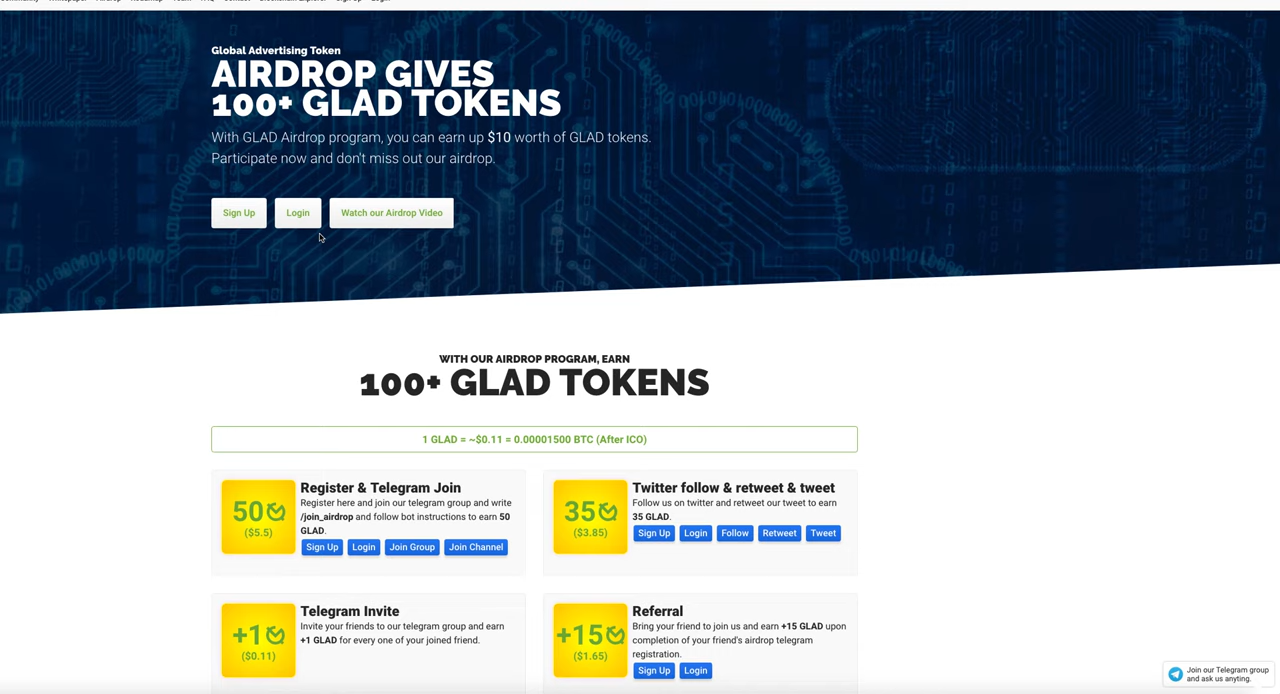 Global Advertising Token
AIRDROP GIVES
100+ GLAD TOKENS
With GLAD Airdrop program, you can earn up $10 worth of GLAD tokens.
Participate now and don't miss out our airdrop.
Sign Up
Login
Watch our Airdrop Video
WITH OUR AIRDROP PROGRAM, EARN
100+ GLAD TOKENS
1 GLAD = ~$0.11 = 0.00001500 BTC (After ICO)
50
($5.5)
Register & Telegram Join
Register here and join our telegram group and write
/join_airdrop and follow bot instructions to earn 50
GLAD.
Sign Up
Login
Join Group
Join Channel
35
($3.85)
Twitter follow & retweet & tweet
Follow us on twitter and retweet our tweet to earn
35 GLAD.
Sign Up
Login
Follow
Retweet
Tweet
+1
($0.11)
Telegram Invite
Invite your friends to our telegram group and earn
+1 GLAD for every one of your joined friend.
+15
($1.65)
Referral
Bring your friend to join us and earn +15 GLAD upon
completion of your friend's airdrop telegram
registration.
Sign Up
Login
Join our Telegram group
and ask us anyting.